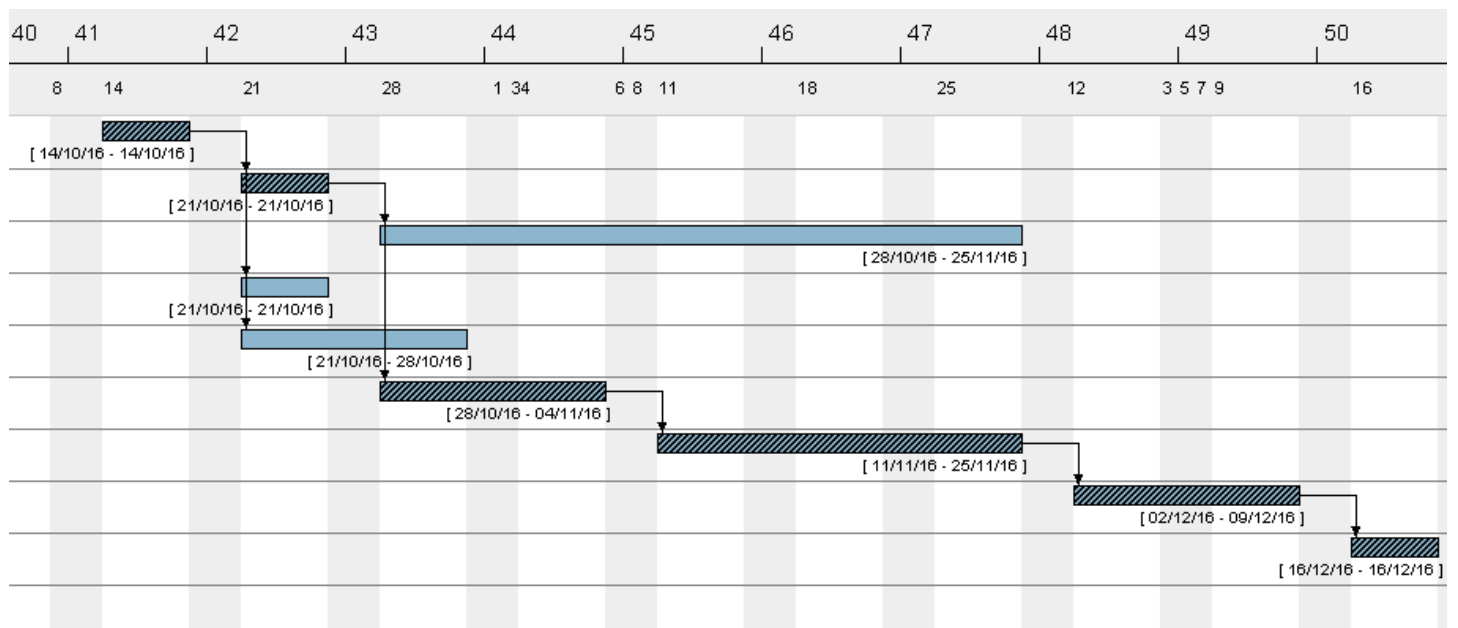 40 41 42 43 44 45 46 47 48 49 50
8 14 21 28 1 34 6 8 11 18 25 12 3 5 7 9 16
[ 14/10/16 - 14/10/16 ]
[ 21/10/16 - 21/10/16 ]
[ 28/10/16 - 25/11/16 ]
[ 21/10/16 - 21/10/16 ]
[ 21/10/16 - 28/10/16 ]
[ 28/10/16 - 04/11/16 ]
[ 11/11/16 - 25/11/16 ]
[ 02/12/16 - 09/12/16 ]
[ 16/12/16 - 16/12/16 ]